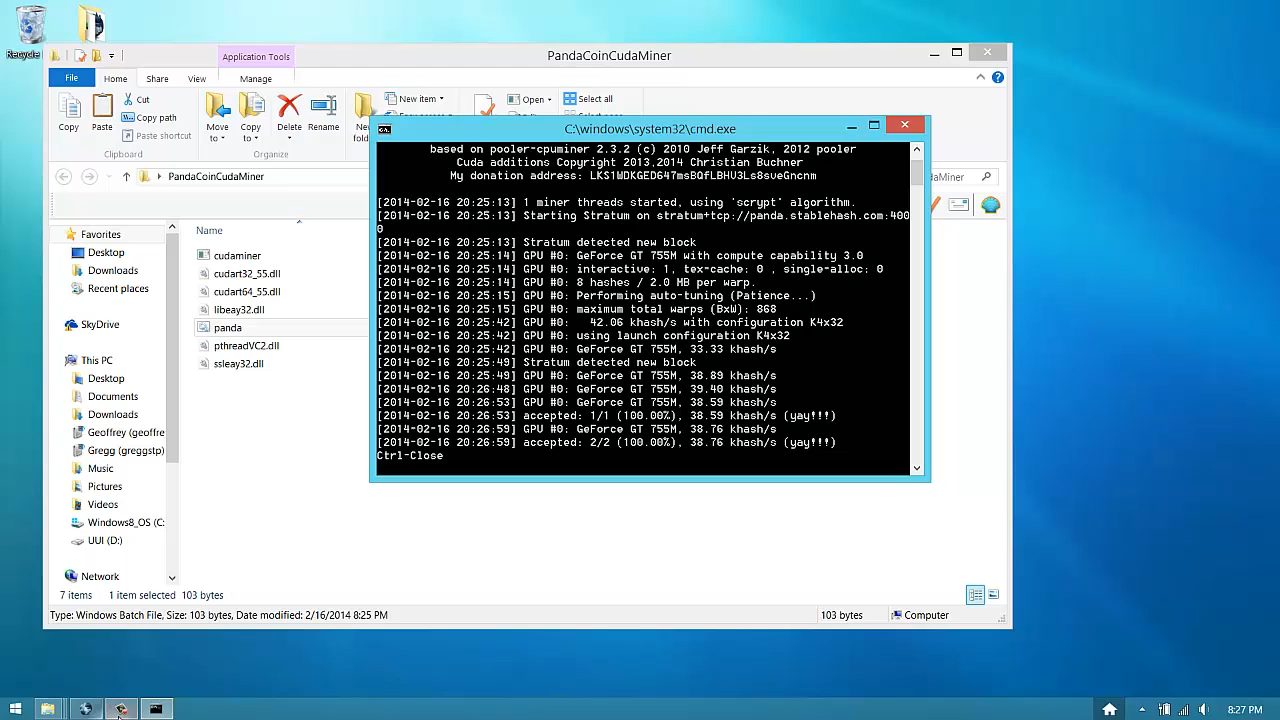 Recycle
Application Tools
PandaCoinCudaMiner
File
Home
Share
View
Manage
Copy
Paste
Cut
Copy path
Paste shortcut
Clipboard
Move to
Copy to
Delete
Rename
Organize
New item
Open
Select all
PandaCoinCudaMiner
Miner
Favorites
Desktop
Downloads
Recent places
SkyDrive
This PC
Desktop
Documents
Downloads
Geoffrey (geoffre
Gregg (greggstp)
Music
Pictures
Videos
Windows8_OS (C:
UUI (D:)
Network
Name
cudaminer
cudart32_55.dll
cudart64_55.dll
libeay32.dll
panda
pthreadVC2.dll
ssleay32.dll
C:\windows\system32\cmd.exe
based on pooler-cpuminer 2.3.2 (c) 2010 Jeff Garzik, 2012 pooler
Cuda additions Copyright 2013,2014 Christian Buchner
My donation address: LKS1WDKGED647msBQfLBHV3Ls8sveGncnm
[2014-02-16 20:25:13] 1 miner threads started, using 'scrypt' algorithm.
[2014-02-16 20:25:13] Starting Stratum on stratum+tcp://panda.stablehash.com:400
0
[2014-02-16 20:25:13] Stratum detected new block
[2014-02-16 20:25:14] GPU #0: GeForce GT 755M with compute capability 3.0
[2014-02-16 20:25:14] GPU #0: interactive: 1, tex-cache: 0 , single-alloc: 0
[2014-02-16 20:25:14] GPU #0: 8 hashes / 2.0 MB per warp.
[2014-02-16 20:25:15] GPU #0: Performing auto-tuning (Patience...)
[2014-02-16 20:25:15] GPU #0: maximum total warps (BxW): 868
[2014-02-16 20:25:42] GPU #0:   42.06 khash/s with configuration K4x32
[2014-02-16 20:25:42] GPU #0: using launch configuration K4x32
[2014-02-16 20:25:42] GPU #0: GeForce GT 755M, 33.33 khash/s
[2014-02-16 20:25:49] Stratum detected new block
[2014-02-16 20:25:49] GPU #0: GeForce GT 755M, 38.89 khash/s
[2014-02-16 20:26:48] GPU #0: GeForce GT 755M, 39.40 khash/s
[2014-02-16 20:26:53] GPU #0: GeForce GT 755M, 38.59 khash/s
[2014-02-16 20:26:53] accepted: 1/1 (100.00%), 38.59 khash/s (yay!!!)
[2014-02-16 20:26:59] GPU #0: GeForce GT 755M, 38.76 khash/s
[2014-02-16 20:26:59] accepted: 2/2 (100.00%), 38.76 khash/s (yay!!!)
Ctrl-Close
7 items
1 item selected
103 bytes
Type: Windows Batch File, Size: 103 bytes, Date modified: 2/16/2014 8:25 PM
103 bytes
Computer
8:27 PM